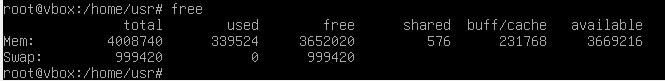 root@vbox:/home/usr# free
total used free shared buff/cache available
Mem: 4008740 339524 3652020 576 231768 3669216
Swap: 999420 0 999420
root@vbox:/home/usr#